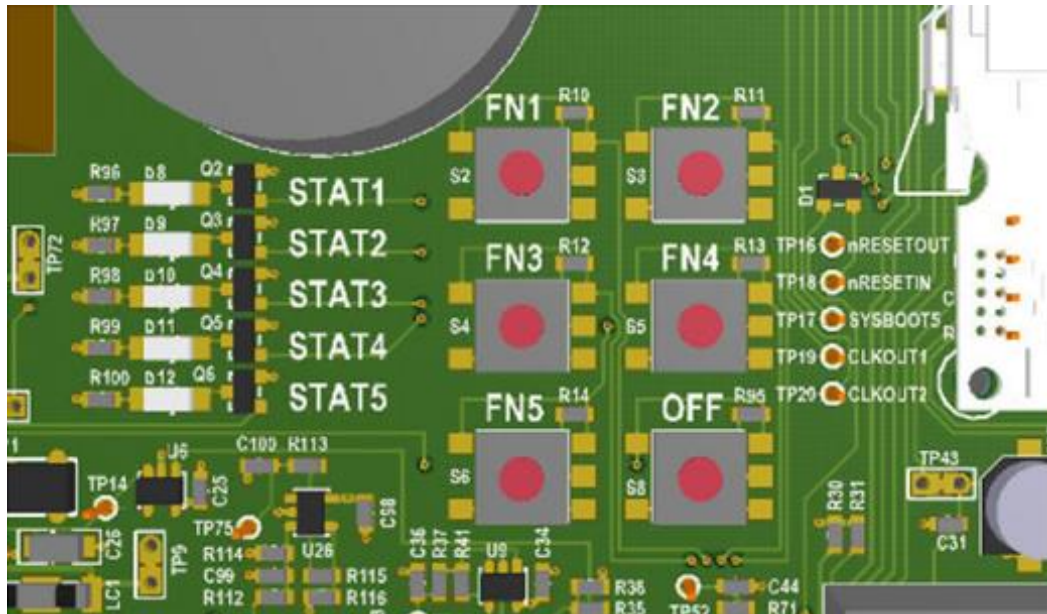 FN1
R10
FN2
R11
R96
D8
Q2
STAT1
S2
S3
D1
R97
D9
Q3
STAT2
TP72
R98
D10
Q4
STAT3
FN3
R12
FN4
R13
TP16 nRESETOUT
TP18 nRESETIN
TP17 SYSBOOT5
TP19 CLKOUT1
TP20 CLKOUT2
R99
D11
Q5
STAT4
S4
S5
C
R
R100
D12
Q6
STAT5
FN5
R14
OFF
R95
U6
C100
R113
TP14
C25
S6
S8
TP43
R30
R31
TP75
C98
C26
TP9
U26
C36
R37
R41
U9
C34
C31
R114
C99
R115
R112
R116
LC1
R36
R35
C44
TP52
R71